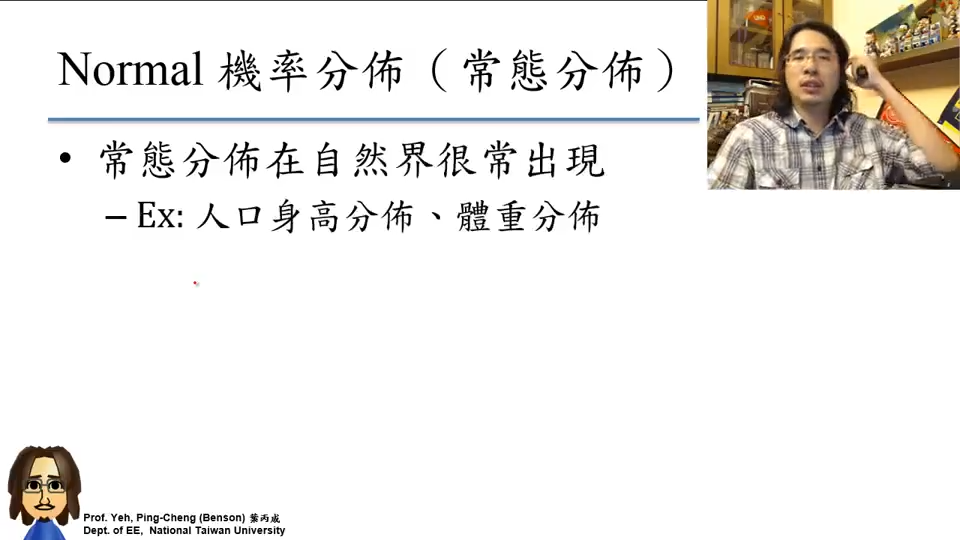 Normal 機率分佈（常態分佈）
• 常態分佈在自然界很常出現
– Ex: 人口身高分佈、體重分佈
Prof. Yeh, Ping-Cheng (Benson) 葉丙成
Dept. of EE, National Taiwan University